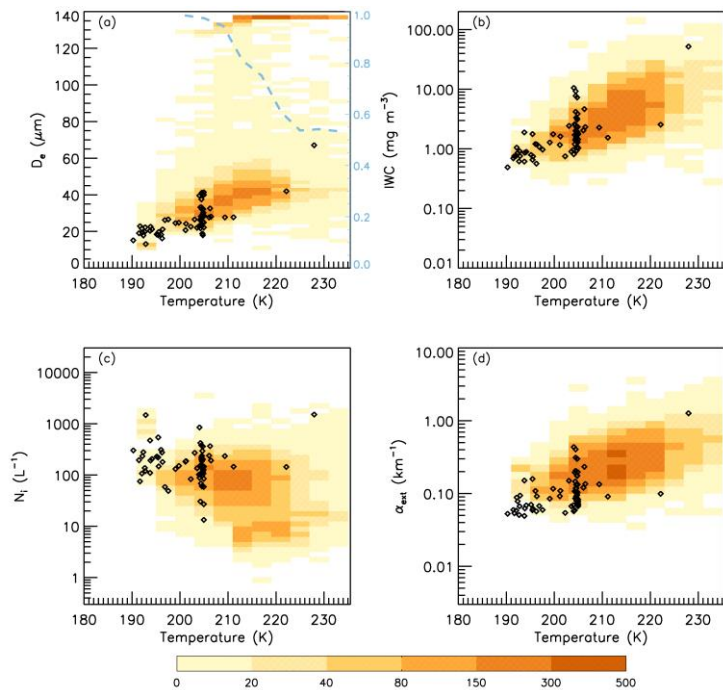 (a)
140
120
100
80
60
40
20
0
Dₑ (μm)
1.0
0.8
0.6
0.4
0.2
0.0
180 190 200 210 220 230
Temperature (K)
(b)
100.00
10.00
1.00
0.10
0.01
IWC (mg m⁻³)
180 190 200 210 220 230
Temperature (K)
(c)
10000
1000
100
10
1
Nᵢ (L⁻¹)
180 190 200 210 220 230
Temperature (K)
(d)
10.00
1.00
0.10
0.01
αₑₓₜ (km⁻¹)
180 190 200 210 220 230
Temperature (K)
0 20 40 80 150 300 500